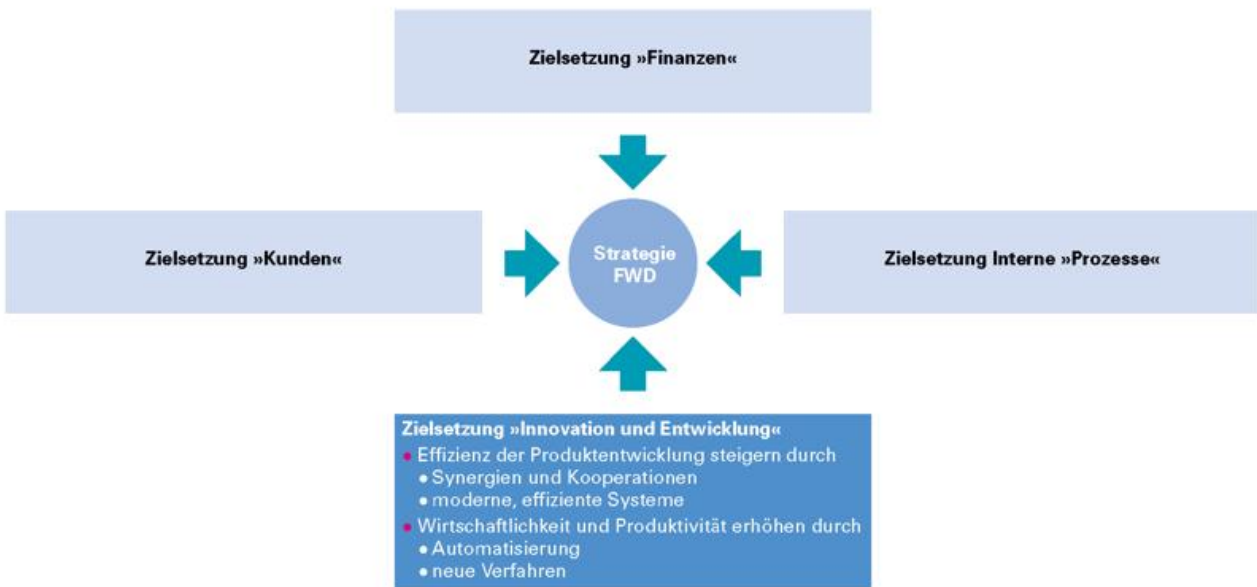 Zielsetzung »Finanzen«
Zielsetzung »Kunden«
Strategie
FWD
Zielsetzung Interne »Prozesse«
Zielsetzung »Innovation und Entwicklung«
• Effizienz der Produktentwicklung steigern durch
• Synergien und Kooperationen
• moderne, effiziente Systeme
• Wirtschaftlichkeit und Produktivität erhöhen durch
• Automatisierung
• neue Verfahren